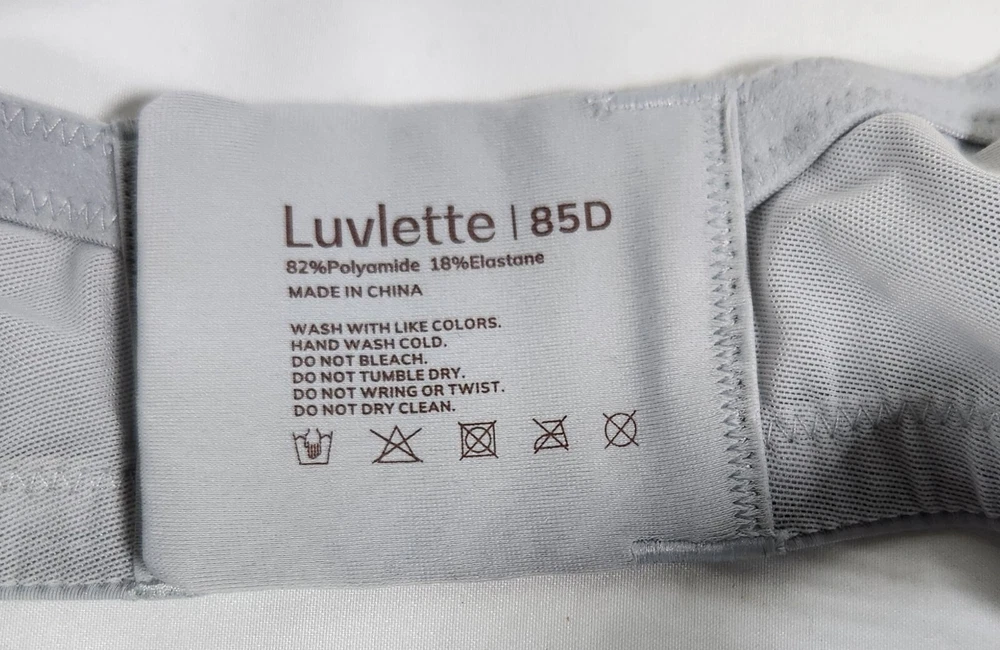 Luvlette | 85D
82%Polyamide 18%Elastane
MADE IN CHINA
WASH WITH LIKE COLORS.
HAND WASH COLD.
DO NOT BLEACH.
DO NOT TUMBLE DRY.
DO NOT WRING OR TWIST.
DO NOT DRY CLEAN.